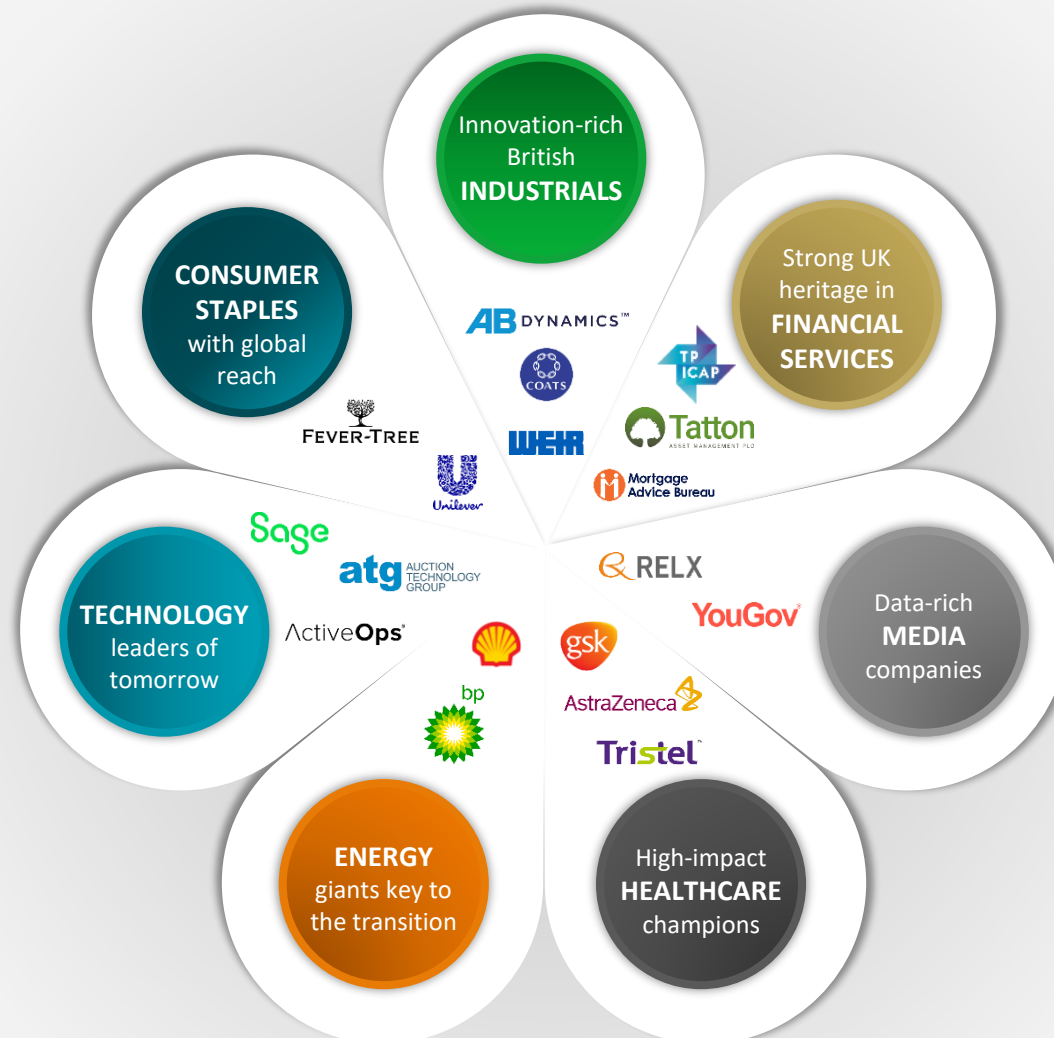 Innovation-rich
British
INDUSTRIALS
AB DYNAMICS™
COATS
WEIR
Strong UK
heritage in
FINANCIAL
SERVICES
TP
ICAP
Tatton
ASSET MANAGEMENT PLC
Mortgage
Advice Bureau
Data-rich
MEDIA
companies
RELX
YouGov®
High-impact
HEALTHCARE
champions
gsk
AstraZeneca
Tristel™
ENERGY
giants key to
the transition
bp
TECHNOLOGY
leaders of
tomorrow
Sage
atg AUCTION
TECHNOLOGY
GROUP
ActiveOps®
CONSUMER
STAPLES
with global
reach
FEVER-TREE
Unilever